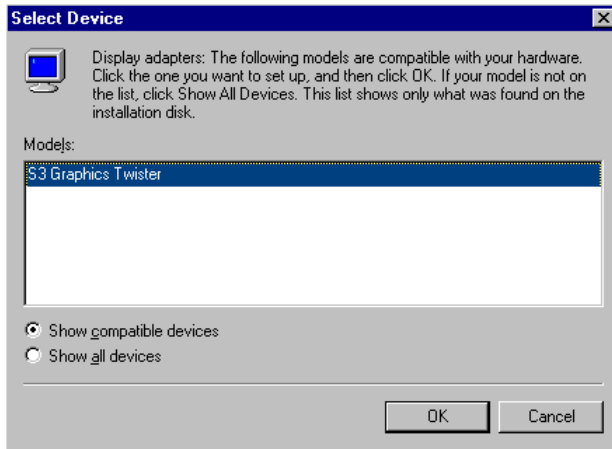 Select Device
Display adapters: The following models are compatible with your hardware.
Click the one you want to set up, and then click OK. If your model is not on
the list, click Show All Devices. This list shows only what was found on the
installation disk.
Models:
S3 Graphics Twister
Show compatible devices
Show all devices
OK
Cancel